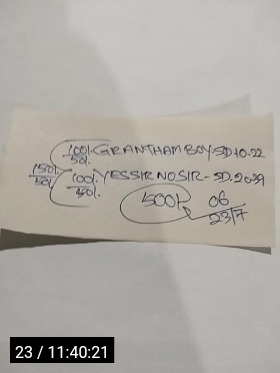 100/. GRANTHAM BOY-SD.10.22
50/.
150/.
50/.
100/. YESSIR NO SIR-SD.20.39
50/.
500/. 06
23/7
23 / 11:40:21